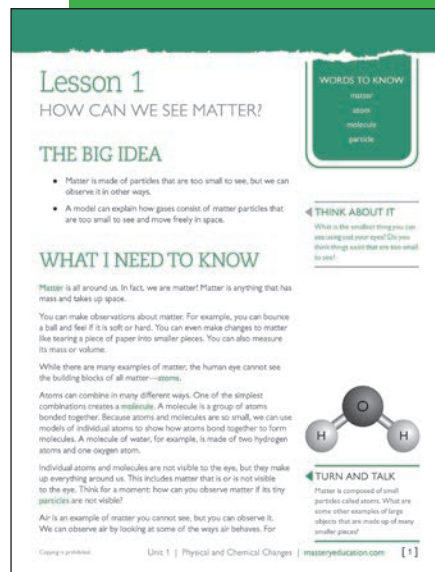 Lesson 1
HOW CAN WE SEE MATTER?
WORDS TO KNOW
matter
atom
molecule
particle
THE BIG IDEA
• Matter is made of particles that are too small to see, but we can
observe it in other ways.
• A model can explain how gases consist of matter particles that
are too small to see and move freely in space.
THINK ABOUT IT
What is the smallest thing you can
see using just your eyes? Do you
think things exist that are too small
to see?
WHAT I NEED TO KNOW
Matter is all around us. In fact, we are matter! Matter is anything that has
mass and takes up space.
You can make observations about matter. For example, you can bounce
a ball and feel if it is soft or hard. You can even make changes to matter
like tearing a piece of paper into smaller pieces. You can also measure
its mass or volume.
While there are many examples of matter, the human eye cannot see
the building blocks of all matter—atoms.
Atoms can combine in many different ways. One of the simplest
combinations creates a molecule. A molecule is a group of atoms
bonded together. Because atoms and molecules are so small, we can use
models of individual atoms to show how atoms bond together to form
molecules. A molecule of water, for example, is made of two hydrogen
atoms and one oxygen atom.
O
H
H
Individual atoms and molecules are not visible to the eye, but they make
up everything around us. This includes matter that is or is not visible
to the eye. Think for a moment: how can you observe matter if its tiny
particles are not visible?
Air is an example of matter you cannot see, but you can observe it.
We can observe air by looking at some of the ways air behaves. For
TURN AND TALK
Matter is composed of small
particles called atoms. What are
some other examples of large
objects that are made up of many
smaller pieces?
Copying is prohibited.
Unit 1 | Physical and Chemical Changes | masteryeducation.com [1]